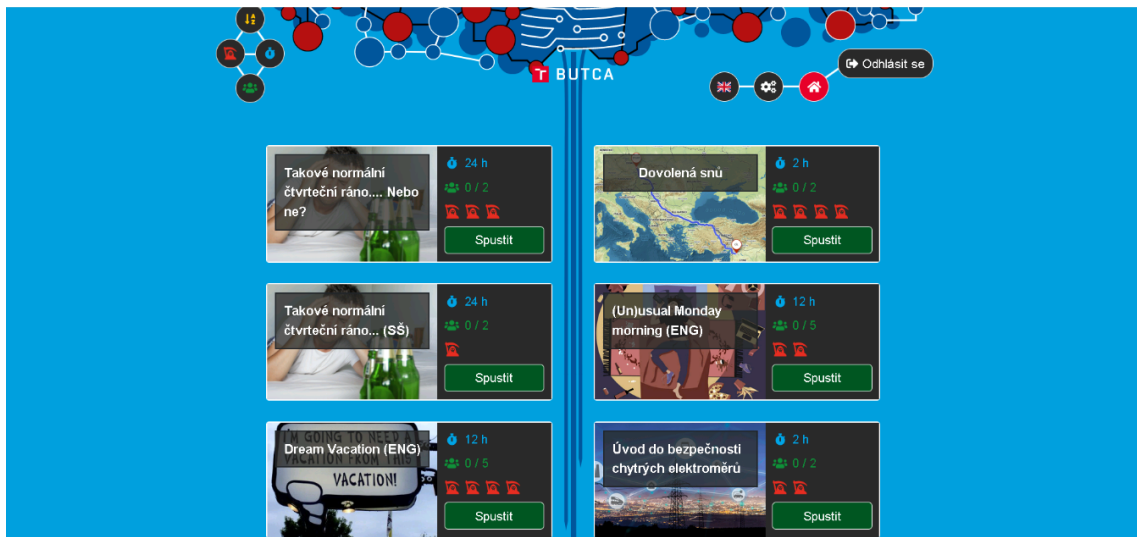 BUTCA
Odhlásit se
Takové normální
čtvrteční ráno.... Nebo
ne?
24 h
0 / 2
Spustit
Dovolená snů
2 h
0 / 2
Spustit
Takové normální
čtvrteční ráno... (SŠ)
24 h
0 / 2
Spustit
(Un)usual Monday
morning (ENG)
12 h
0 / 5
Spustit
I'M GOING TO NEED A
VACATION FROM THIS
VACATION!
Dream Vacation (ENG)
12 h
0 / 5
Spustit
Úvod do bezpečnosti
chytrých elektroměrů
2 h
0 / 2
Spustit